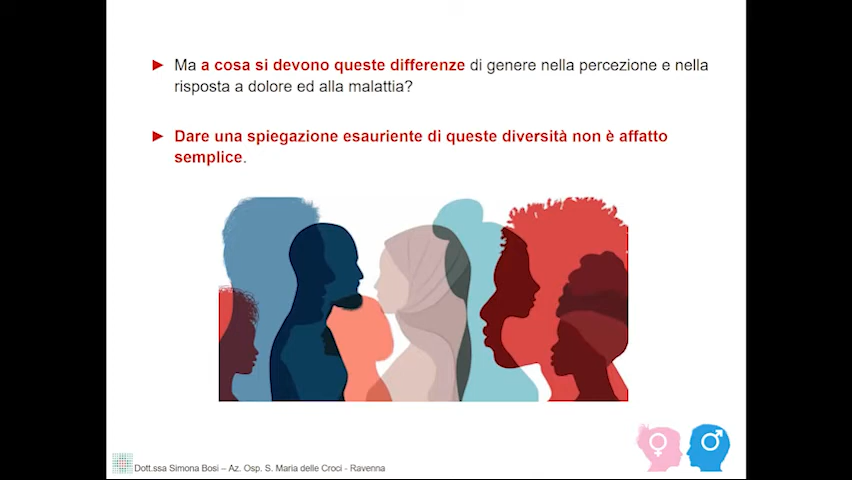 Ma a cosa si devono queste differenze di genere nella percezione e nella
risposta a dolore ed alla malattia?
Dare una spiegazione esauriente di queste diversità non è affatto
semplice.
Dott.ssa Simona Bosi – Az. Osp. S. Maria delle Croci - Ravenna